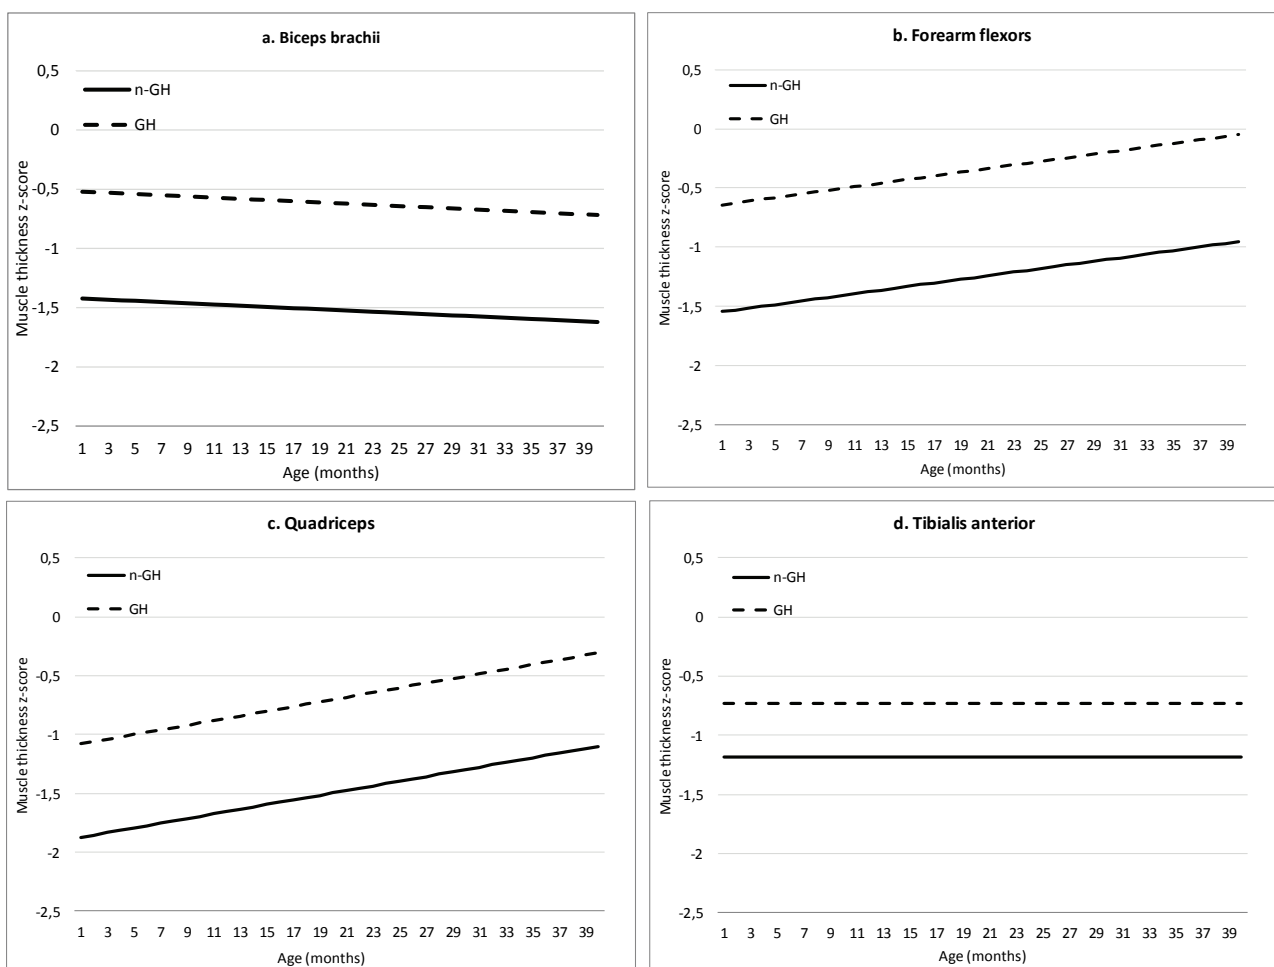 a. Biceps brachii
0,5
0
-0,5
-1
-1,5
-2
-2,5
n-GH
GH
Muscle thickness z-score
1 3 5 7 9 11 13 15 17 19 21 23 25 27 29 31 33 35 37 39
Age (months)
b. Forearm flexors
0,5
0
-0,5
-1
-1,5
-2
-2,5
n-GH
GH
Muscle thickness z-score
1 3 5 7 9 11 13 15 17 19 21 23 25 27 29 31 33 35 37 39
Age (months)
c. Quadriceps
0,5
0
-0,5
-1
-1,5
-2
-2,5
n-GH
GH
Muscle thickness z-score
1 3 5 7 9 11 13 15 17 19 21 23 25 27 29 31 33 35 37 39
Age (months)
d. Tibialis anterior
0,5
0
-0,5
-1
-1,5
-2
-2,5
n-GH
GH
Muscle thickness z-score
1 3 5 7 9 11 13 15 17 19 21 23 25 27 29 31 33 35 37 39
Age (months)